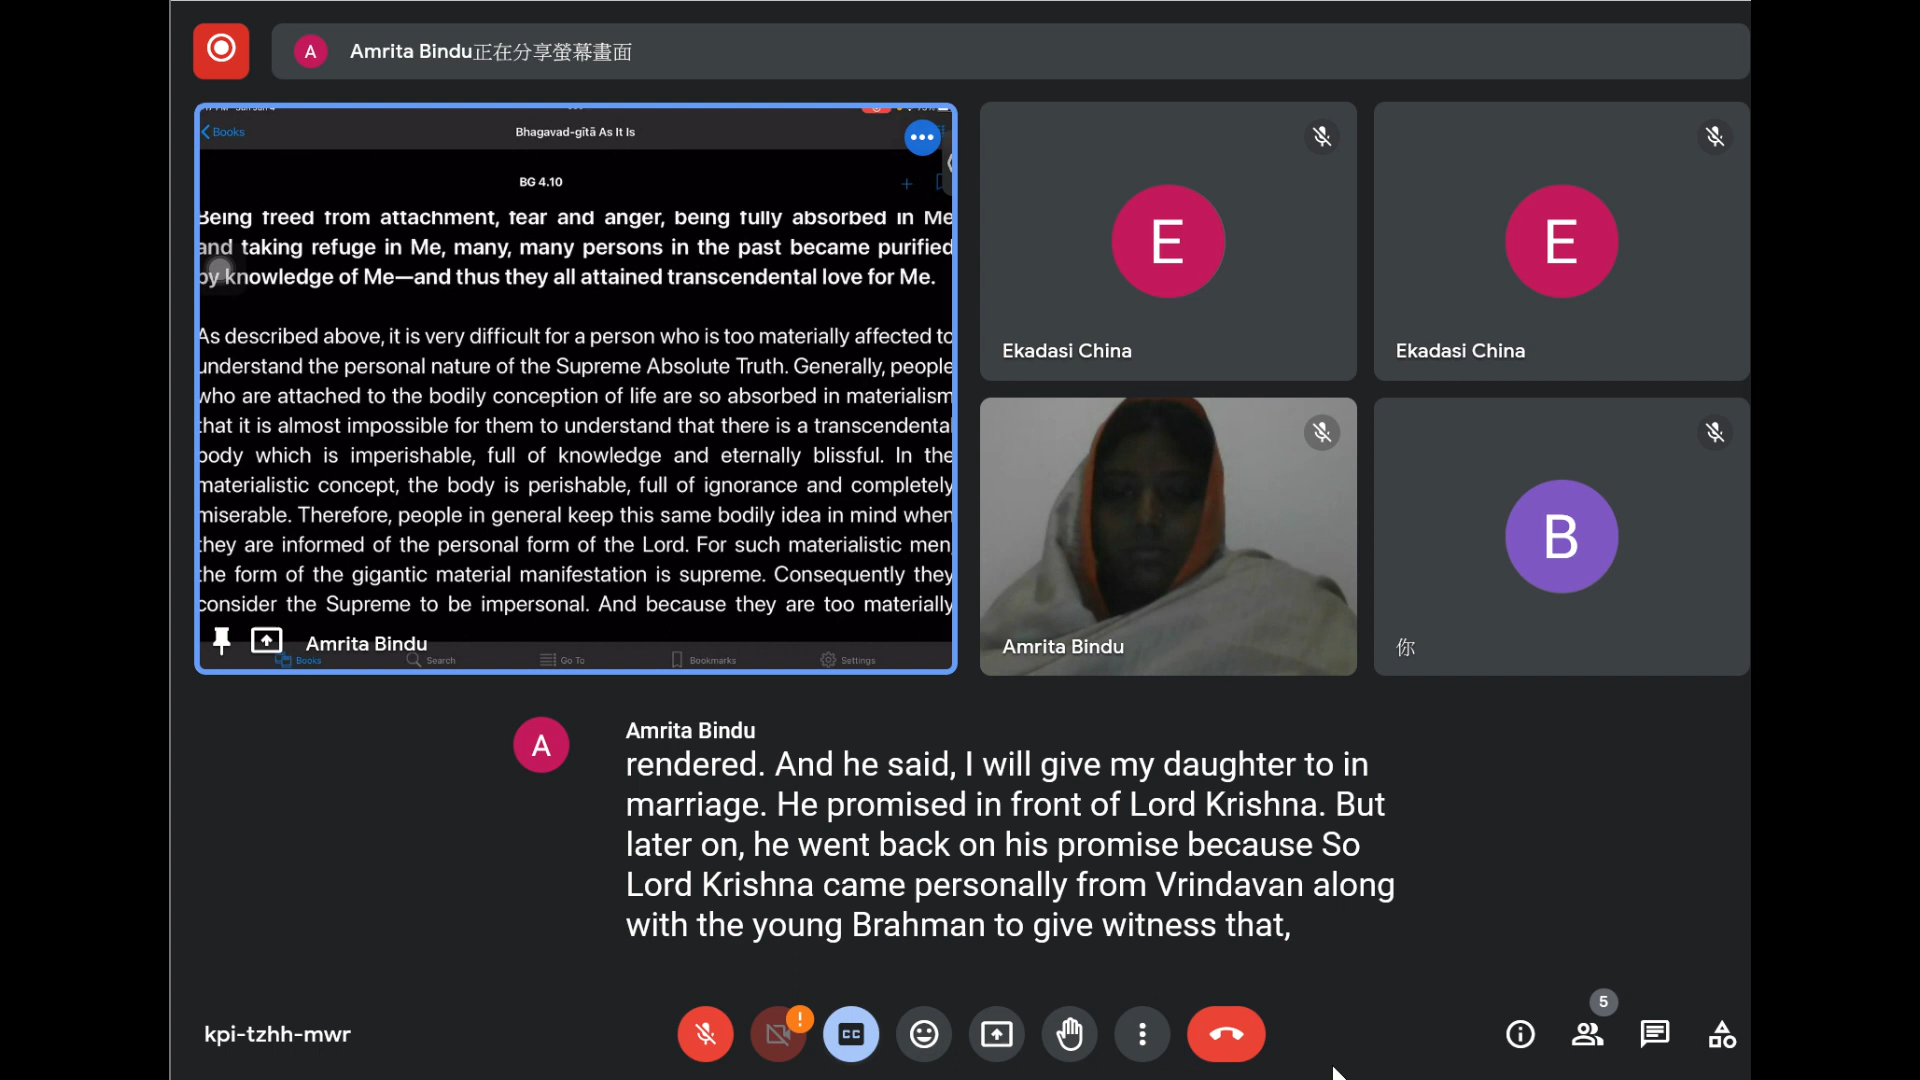 A Amrita Bindu正在分享螢幕畫面
Books
Bhagavad-gītā As It Is
BG 4.10
Being freed from attachment, fear and anger, being fully absorbed in Me
and taking refuge in Me, many, many persons in the past became purified
by knowledge of Me—and thus they all attained transcendental love for Me.
As described above, it is very difficult for a person who is too materially affected to
understand the personal nature of the Supreme Absolute Truth. Generally, people
who are attached to the bodily conception of life are so absorbed in materialism
that it is almost impossible for them to understand that there is a transcendental
body which is imperishable, full of knowledge and eternally blissful. In the
materialistic concept, the body is perishable, full of ignorance and completely
miserable. Therefore, people in general keep this same bodily idea in mind when
they are informed of the personal form of the Lord. For such materialistic men,
the form of the gigantic material manifestation is supreme. Consequently they
consider the Supreme to be impersonal. And because they are too materially
Amrita Bindu
Books Search Go To Bookmarks Settings
E
Ekadasi China
E
Ekadasi China
Amrita Bindu
B
你
A
Amrita Bindu
rendered. And he said, I will give my daughter to in
marriage. He promised in front of Lord Krishna. But
later on, he went back on his promise because So
Lord Krishna came personally from Vrindavan along
with the young Brahman to give witness that,
kpi-tzhh-mwr
!
CC
5